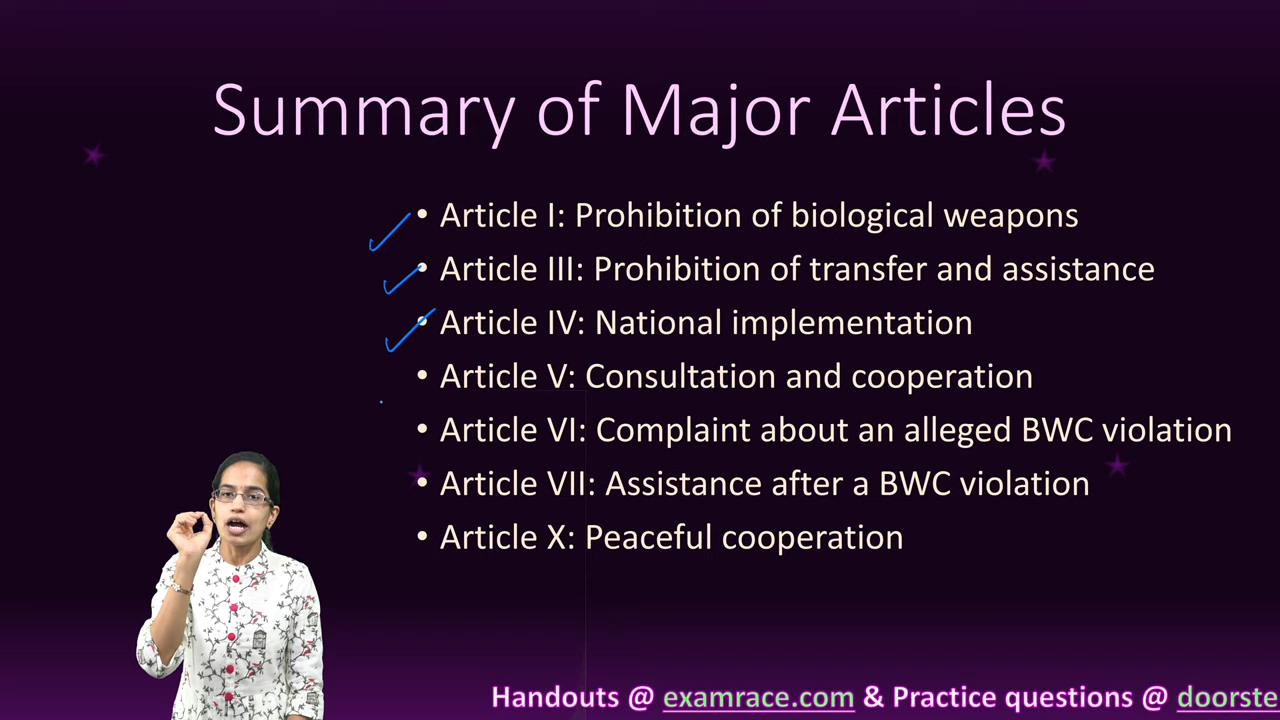 Summary of Major Articles
• Article I: Prohibition of biological weapons
• Article III: Prohibition of transfer and assistance
• Article IV: National implementation
• Article V: Consultation and cooperation
• Article VI: Complaint about an alleged BWC violation
• Article VII: Assistance after a BWC violation
• Article X: Peaceful cooperation
Handouts @ examrace.com & Practice questions @ doorste